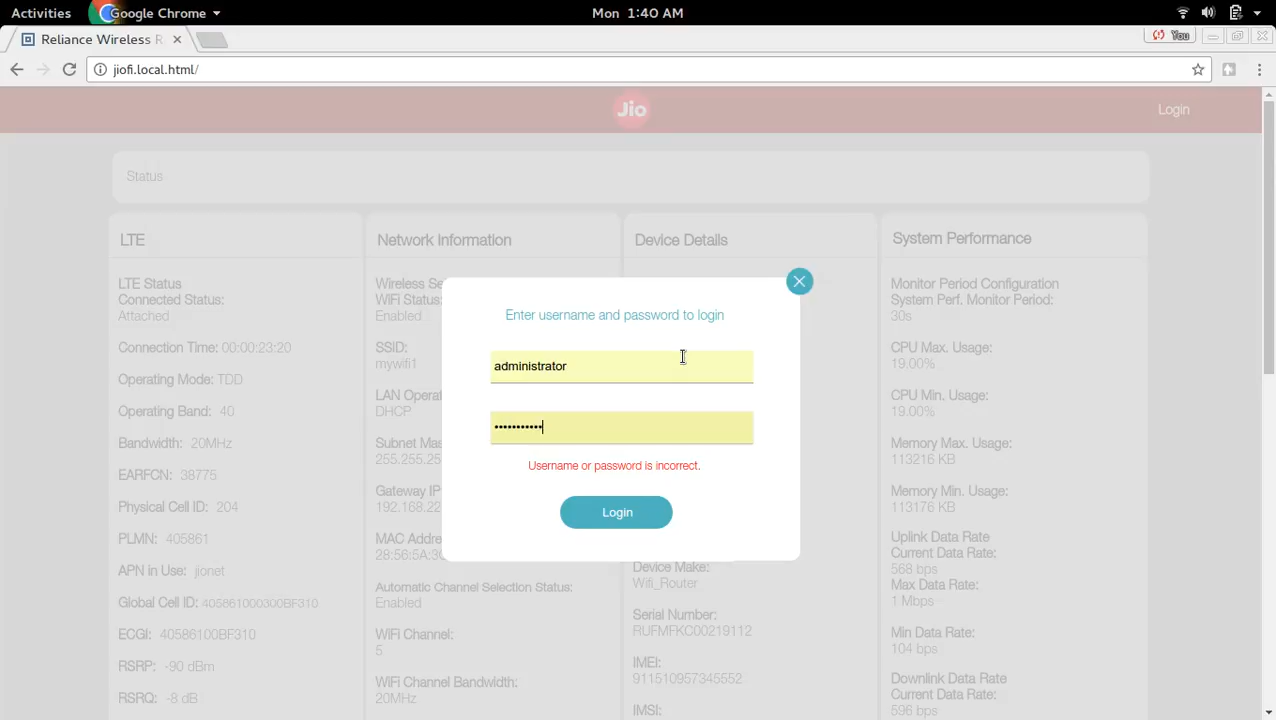 Activities
Google Chrome
Mon 1:40 AM
Reliance Wireless R
You
jiofi.local.html/
Jio
Login
Status
LTE
LTE Status
Connected Status:
Attached
Connection Time: 00:00:23:20
Operating Mode: TDD
Operating Band: 40
Bandwidth: 20MHz
EARFCN: 38775
Physical Cell ID: 204
PLMN: 405861
APN in Use: jionet
Global Cell ID: 405861000300BF310
ECGI: 40586100BF310
RSRP: -90 dBm
RSRQ: -8 dB
Network Information
Wireless Se
WiFi Status:
Enabled
SSID:
mywifi1
LAN Operat
DHCP
Subnet Mas
255.255.25
Gateway IP
192.168.22
MAC Addre
28:56:5A:3
Automatic Channel Selection Status:
Enabled
WiFi Channel:
5
WiFi Channel Bandwidth:
20MHz
Enter username and password to login
administrator
•••••••••••
Username or password is incorrect.
Login
Device Details
Device Make:
Wifi_Router
Serial Number:
RUFMFKC00219112
IMEI:
911510957345552
IMSI:
System Performance
Monitor Period Configuration
System Perf. Monitor Period:
30s
CPU Max. Usage:
19.00%
CPU Min. Usage:
19.00%
Memory Max. Usage:
113216 KB
Memory Min. Usage:
113176 KB
Uplink Data Rate
Current Data Rate:
568 bps
Max Data Rate:
1 Mbps
Min Data Rate:
104 bps
Downlink Data Rate
Current Data Rate:
596 bps